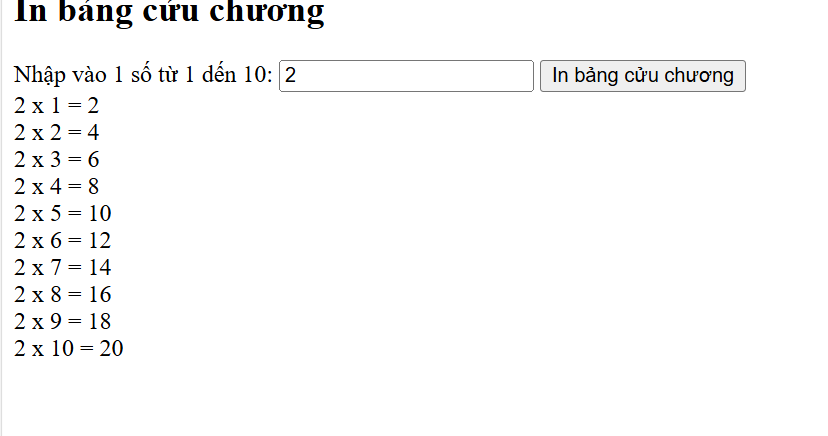 In bảng cửu chương
Nhập vào 1 số từ 1 dến 10: 2 In bảng cửu chương
2 x 1 = 2
2 x 2 = 4
2 x 3 = 6
2 x 4 = 8
2 x 5 = 10
2 x 6 = 12
2 x 7 = 14
2 x 8 = 16
2 x 9 = 18
2 x 10 = 20